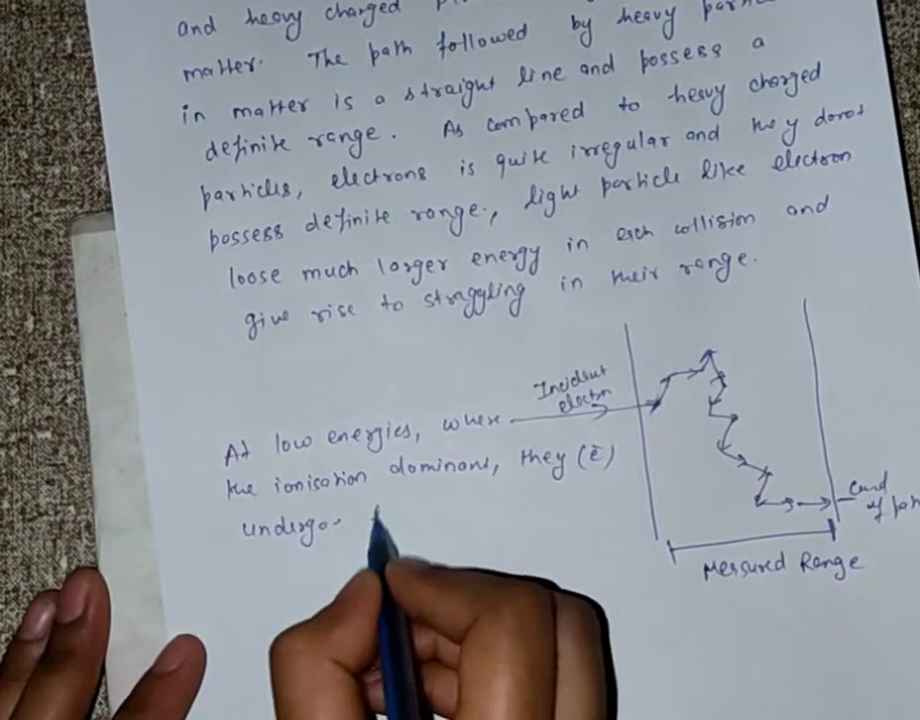 and heavy charged
matter. The path followed by heavy
in matter is a straight line and possess a
definite range. As compared to heavy charged
particles, electrons is quite irregular and they donot
possess definite range., light particle like electron
loose much larger energy in each collision and
give rise to straggling in their range.
Incident
electron
At low energies, where
the ionisation dominant, they (ē)
undergo
end
of
Mersured Range